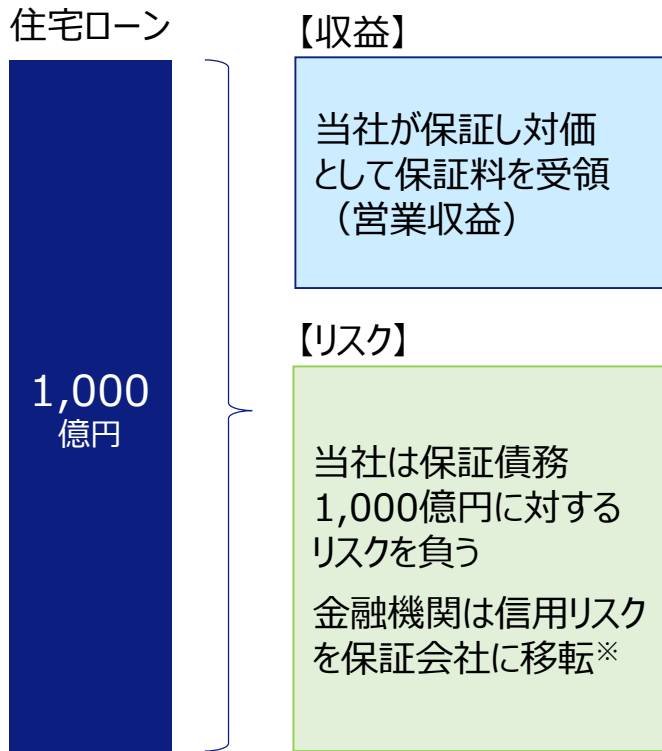 住宅ローン
1,000
億円
【収益】
当社が保証し対価
として保証料を受領
（営業収益）
【リスク】
当社は保証債務
1,000億円に対する
リスクを負う
金融機関は信用リスク
を保証会社に移転※